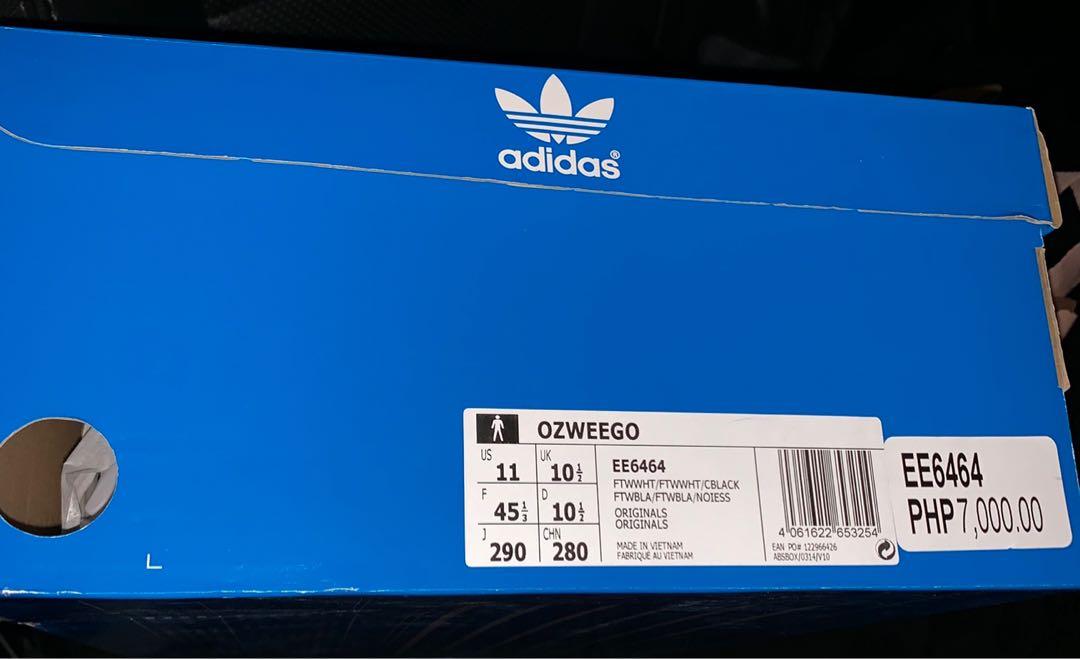 adidas®
OZWEEGO
US 11 UK 10½
F 45⅓ D 10½
J 290 CHN 280
EE6464
FTWWHT/FTWWHT/CBLACK
FTWBLA/FTWBLA/NOIESS
ORIGINALS
ORIGINALS
MADE IN VIETNAM
FABRIQUÉ AU VIETNAM
4 061622 653254
EAN PO# 122966426
ABSBOX/0314/V10
EE6464
PHP7,000.00
L